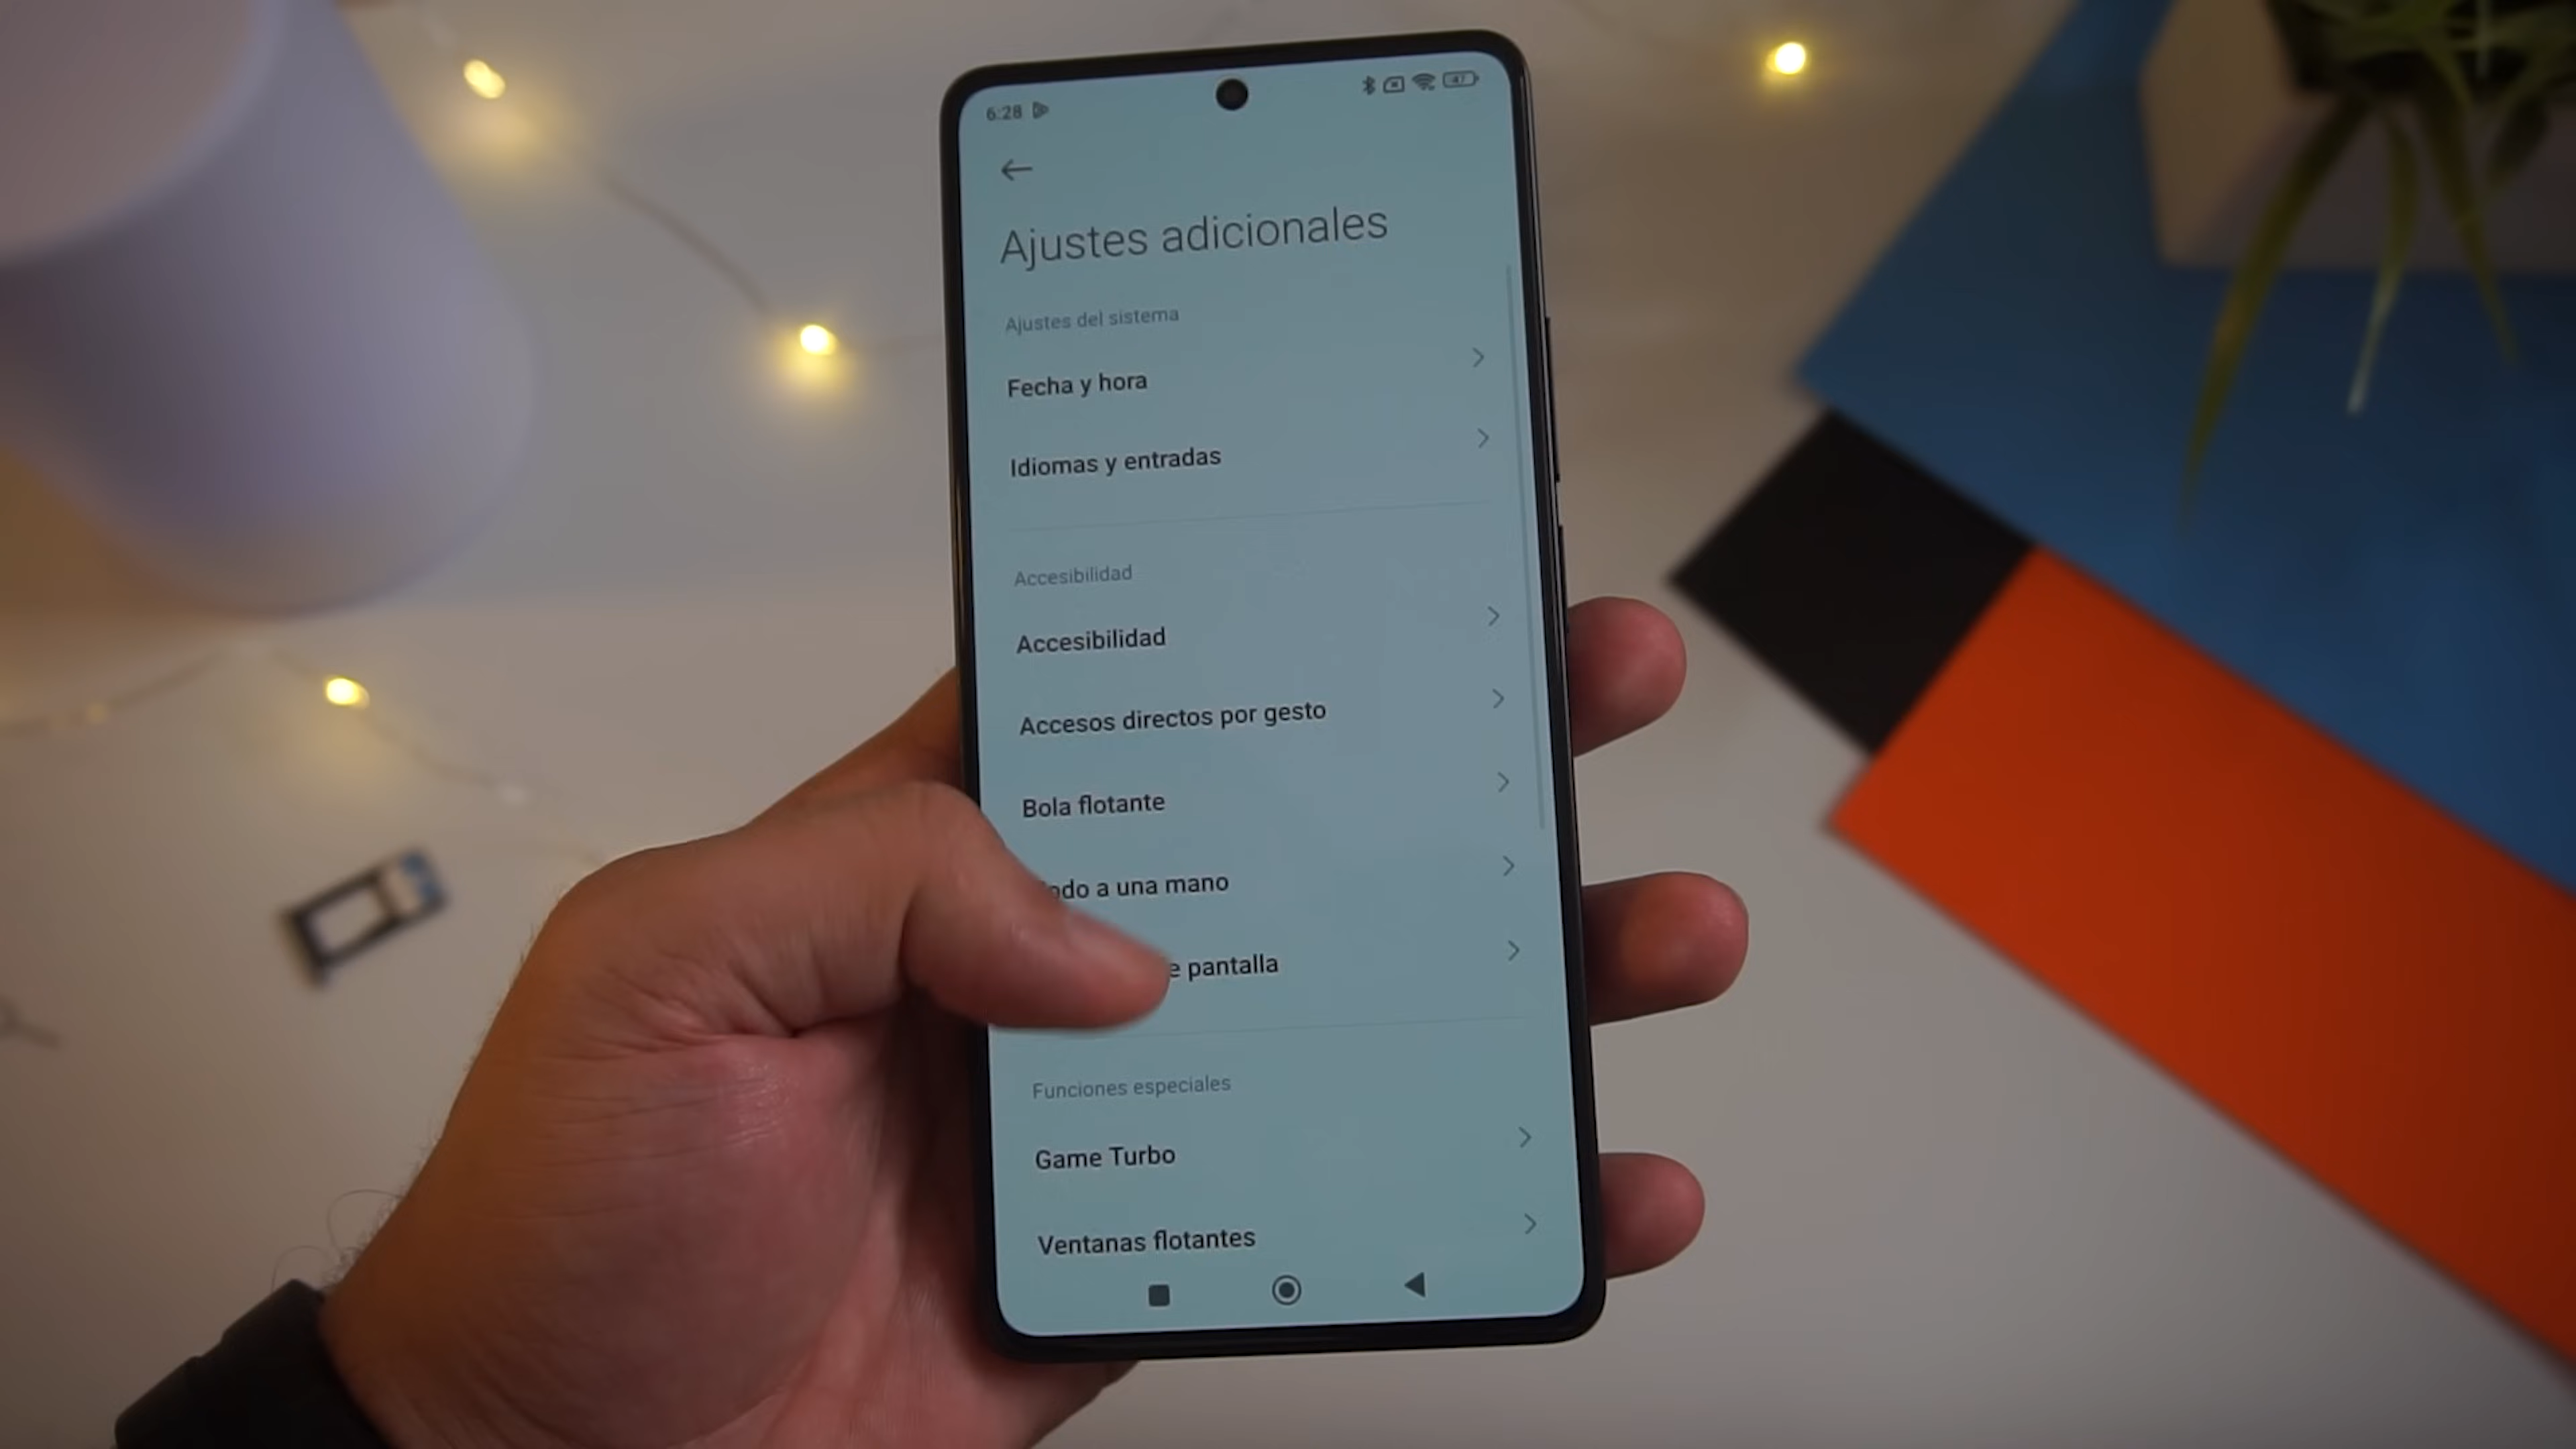 6:28
47
Ajustes adicionales
Ajustes del sistema
Fecha y hora
Idiomas y entradas
Accesibilidad
Accesibilidad
Accesos directos por gesto
Bola flotante
a una mano
pantalla
Funciones especiales
Game Turbo
Ventanas flotantes